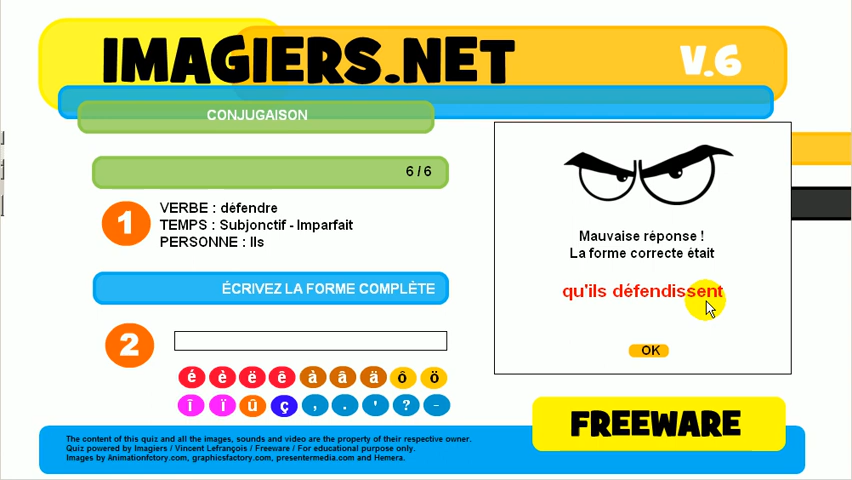 IMAGIERS.NET
V.6
CONJUGAISON
6 / 6
1
VERBE : défendre
TEMPS : Subjonctif - Imparfait
PERSONNE : Ils
ÉCRIVEZ LA FORME COMPLÈTE
2
é è ë ê à â ä ô ö
î ï û ç , . ' ? -
Mauvaise réponse !
La forme correcte était
qu'ils défendissent
OK
FREEWARE
The content of this quiz and all the images, sounds and video are the property of their respective owner.
Quiz powered by Imagiers / Vincent Lefrançois / Freeware / For educational purpose only.
Images by Animationfctory.com, graphicsfactory.com, presentermedia.com and Hemera.